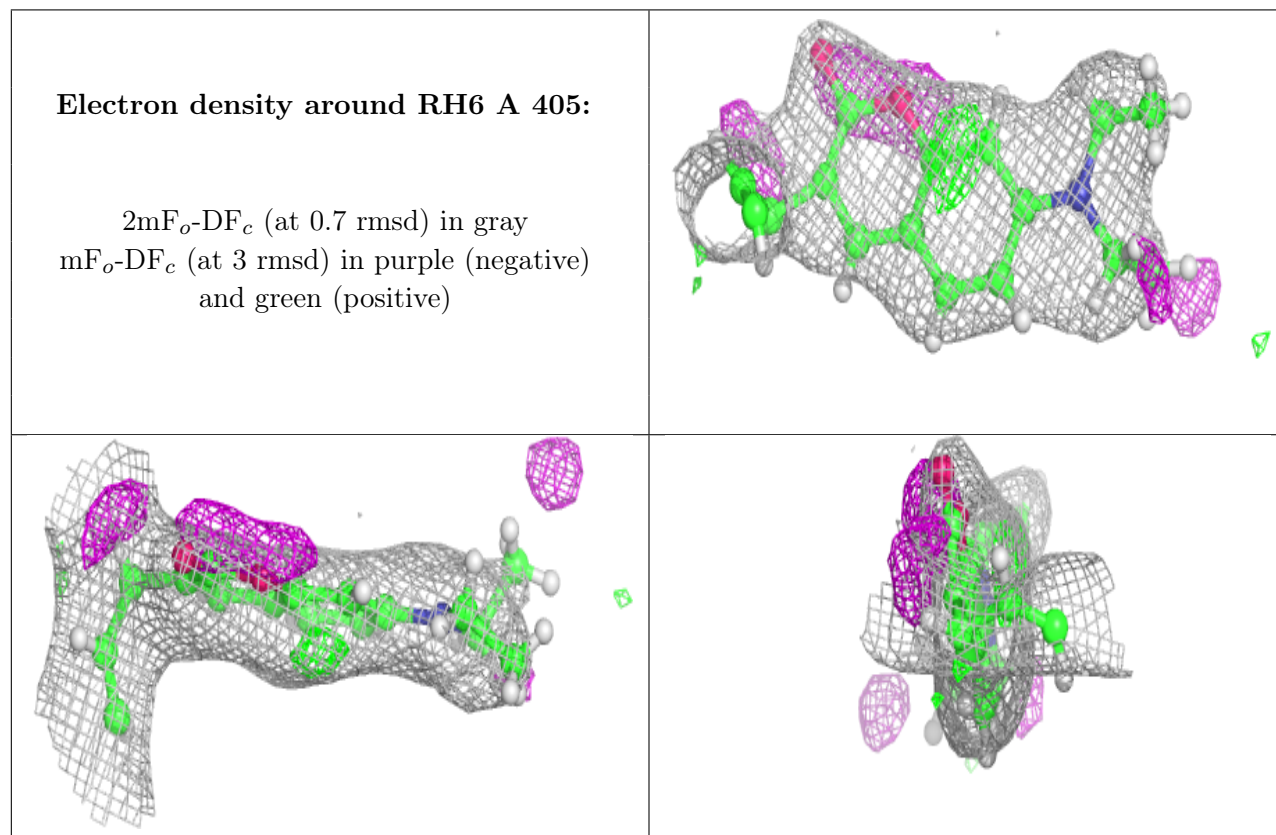 Electron density around RH6 A 405:
2mFo-DFc (at 0.7 rmsd) in gray
mFo-DFc (at 3 rmsd) in purple (negative)
and green (positive)